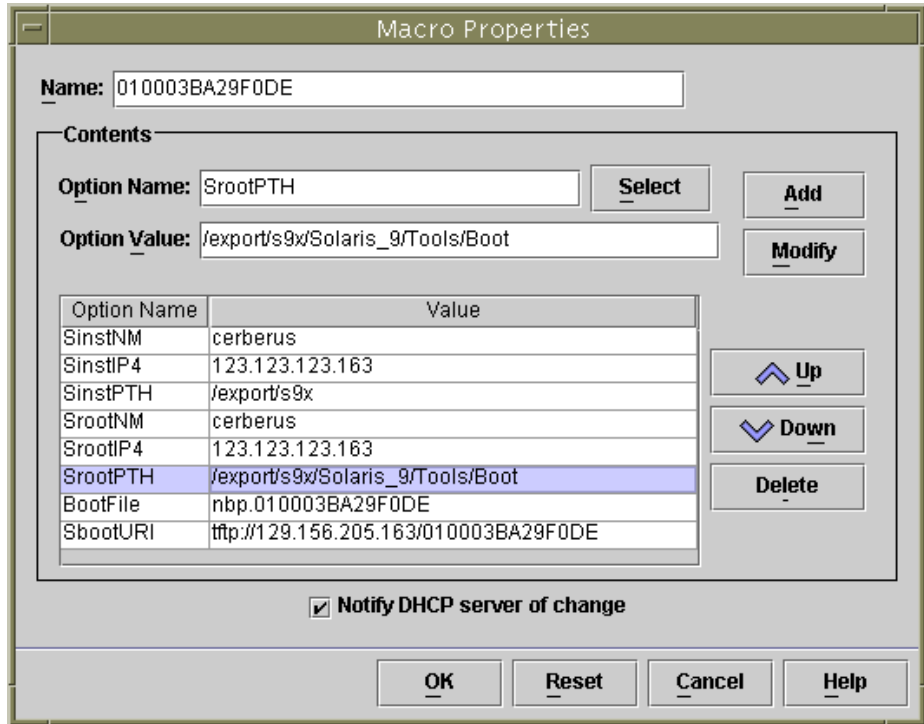 Macro Properties
Name: 010003BA29F0DE
Contents
Option Name: SrootPTH Select Add
Option Value: /export/s9x/Solaris_9/Tools/Boot Modify
Option Name Value
SinstNM cerberus
SinstIP4 123.123.123.163
SinstPTH /export/s9x
SrootNM cerberus
SrootIP4 123.123.123.163
SrootPTH /export/s9x/Solaris_9/Tools/Boot
BootFile nbp.010003BA29F0DE
SbootURI tftp://129.156.205.163/010003BA29F0DE
Up
Down
Delete
Notify DHCP server of change
OK Reset Cancel Help